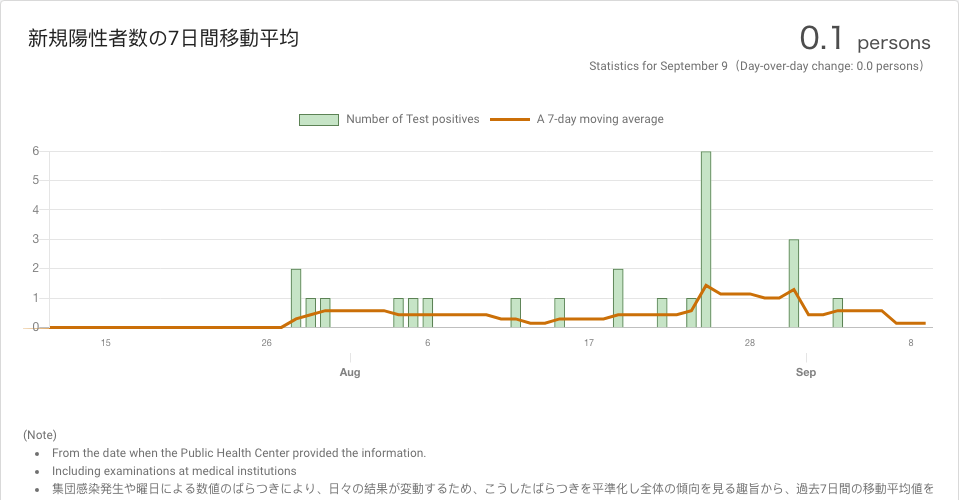 新規陽性者数の7日間移動平均
0.1 persons
Statistics for September 9（Day-over-day change: 0.0 persons）
Number of Test positives
A 7-day moving average
6
5
4
3
2
1
0
15 26 6 17 28 8
Aug Sep
(Note)
• From the date when the Public Health Center provided the information.
• Including examinations at medical institutions
• 集団感染発生や曜日による数値のばらつきにより、日々の結果が変動するため、こうしたばらつきを平準化し全体の傾向を見る趣旨から、過去7日間の移動平均値を